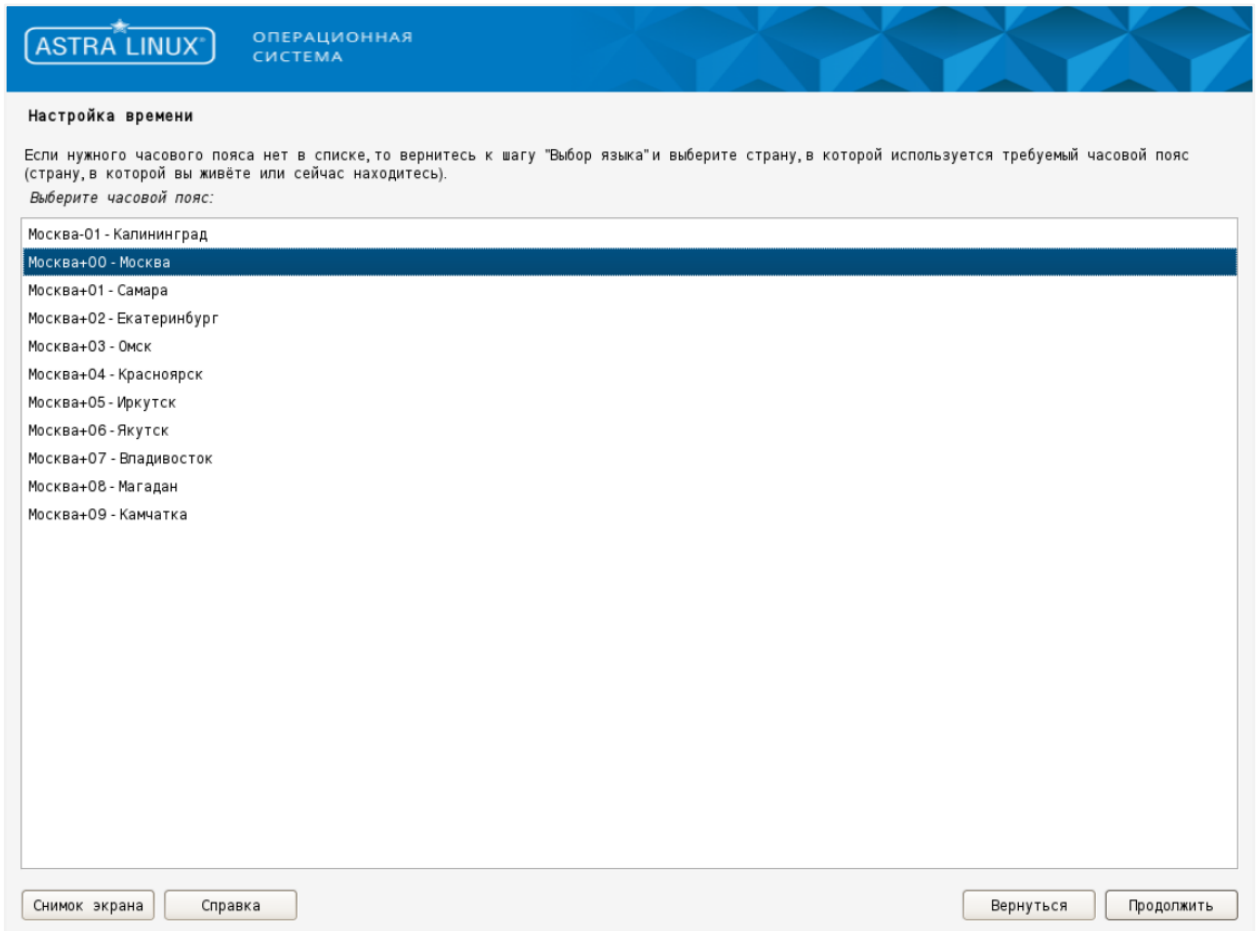 ASTRA LINUX®
ОПЕРАЦИОННАЯ
СИСТЕМА
Настройка времени
Если нужного часового пояса нет в списке, то вернитесь к шагу "Выбор языка" и выберите страну, в которой используется требуемый часовой пояс
(страну, в которой вы живёте или сейчас находитесь).
Выберите часовой пояс:
Москва-01 - Калининград
Москва+00 - Москва
Москва+01 - Самара
Москва+02 - Екатеринбург
Москва+03 - Омск
Москва+04 - Красноярск
Москва+05 - Иркутск
Москва+06 - Якутск
Москва+07 - Владивосток
Москва+08 - Магадан
Москва+09 - Камчатка
Снимок экрана
Справка
Вернуться
Продолжить